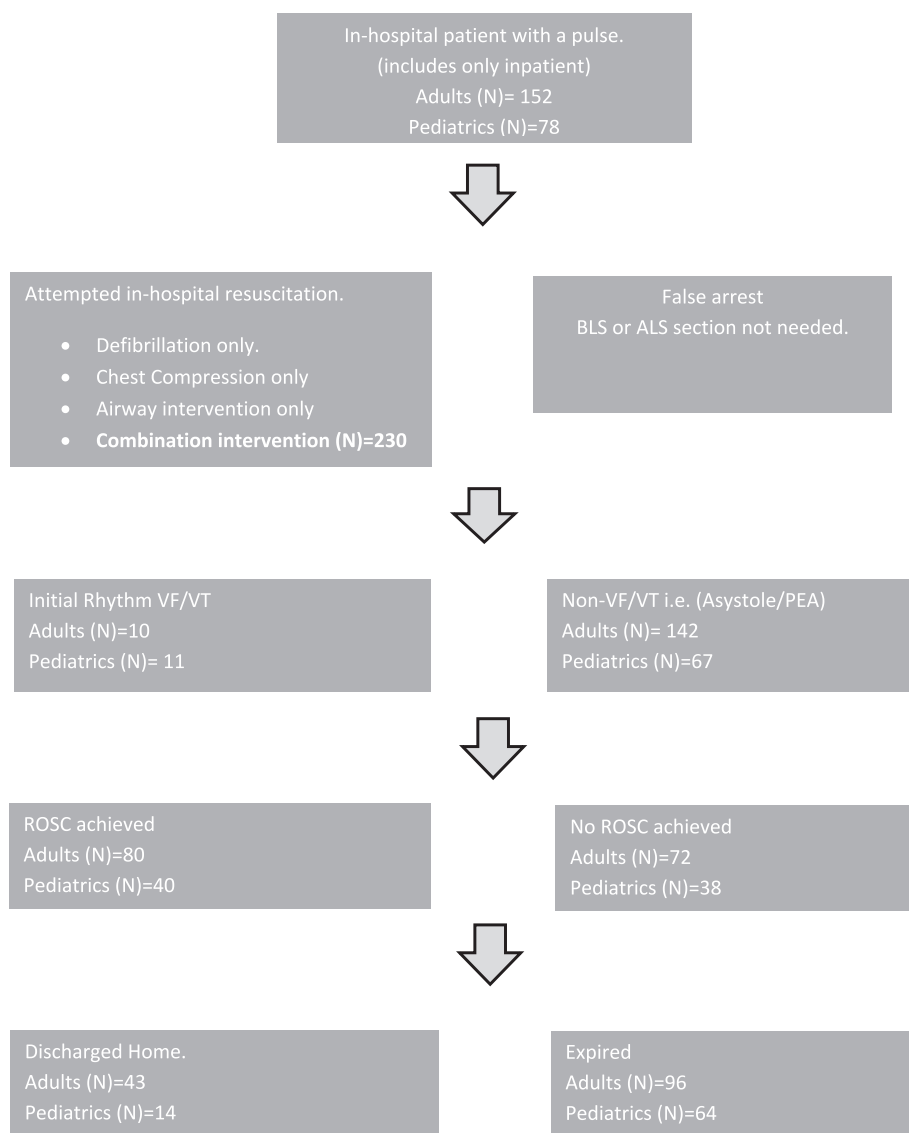 In-hospital patient with a pulse.
(includes only inpatient)
Adults (N)= 152
Pediatrics (N)=78
Attempted in-hospital resuscitation.
• Defibrillation only.
• Chest Compression only
• Airway intervention only
• Combination intervention (N)=230
False arrest
BLS or ALS section not needed.
Initial Rhythm VF/VT
Adults (N)=10
Pediatrics (N)= 11
Non-VF/VT i.e. (Asystole/PEA)
Adults (N)= 142
Pediatrics (N)=67
ROSC achieved
Adults (N)=80
Pediatrics (N)=40
No ROSC achieved
Adults (N)=72
Pediatrics (N)=38
Discharged Home.
Adults (N)=43
Pediatrics (N)=14
Expired
Adults (N)=96
Pediatrics (N)=64